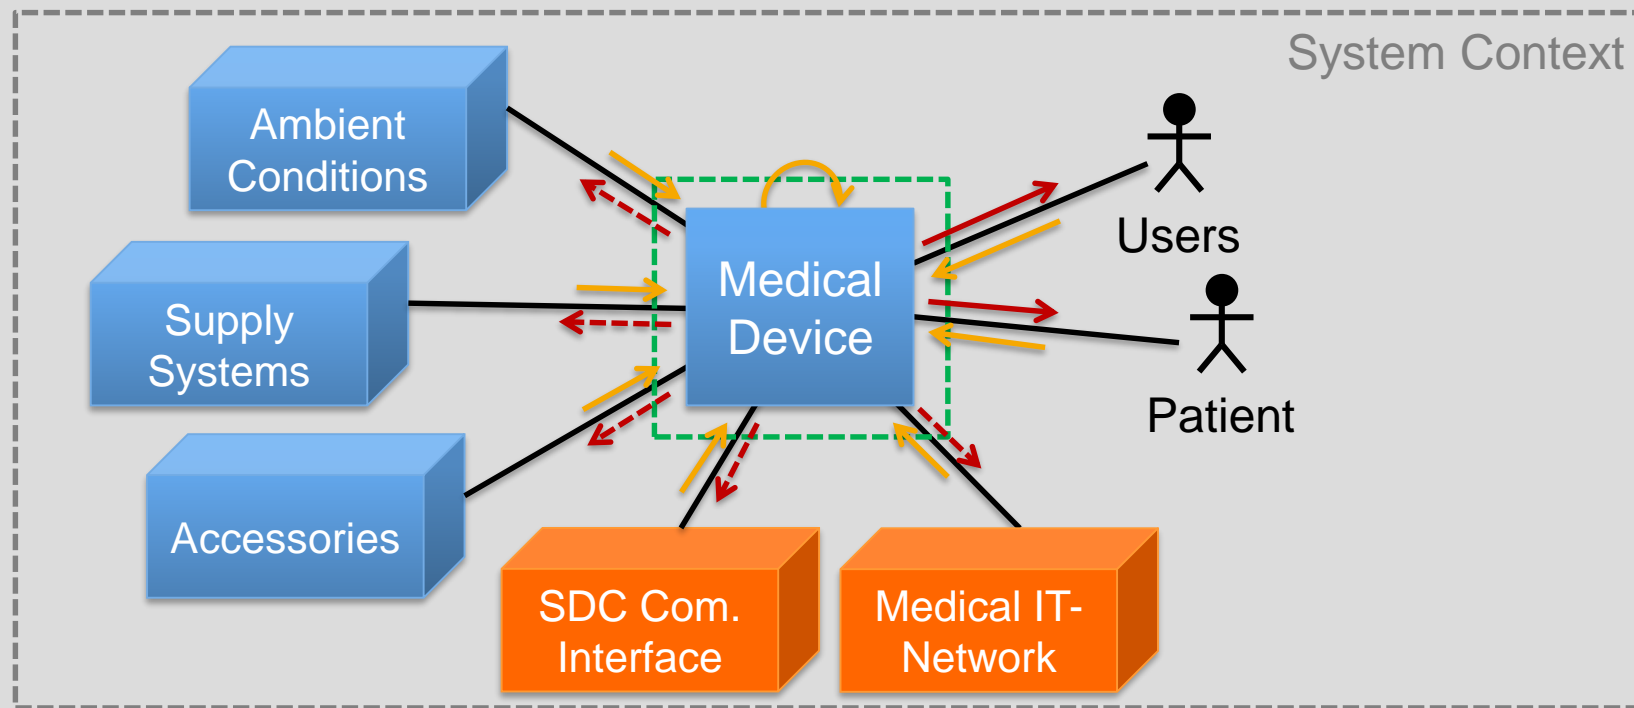 System Context
Ambient
Conditions
Users
Medical
Device
Supply
Systems
Patient
Accessories
SDC Com.
Interface
Medical IT-
Network